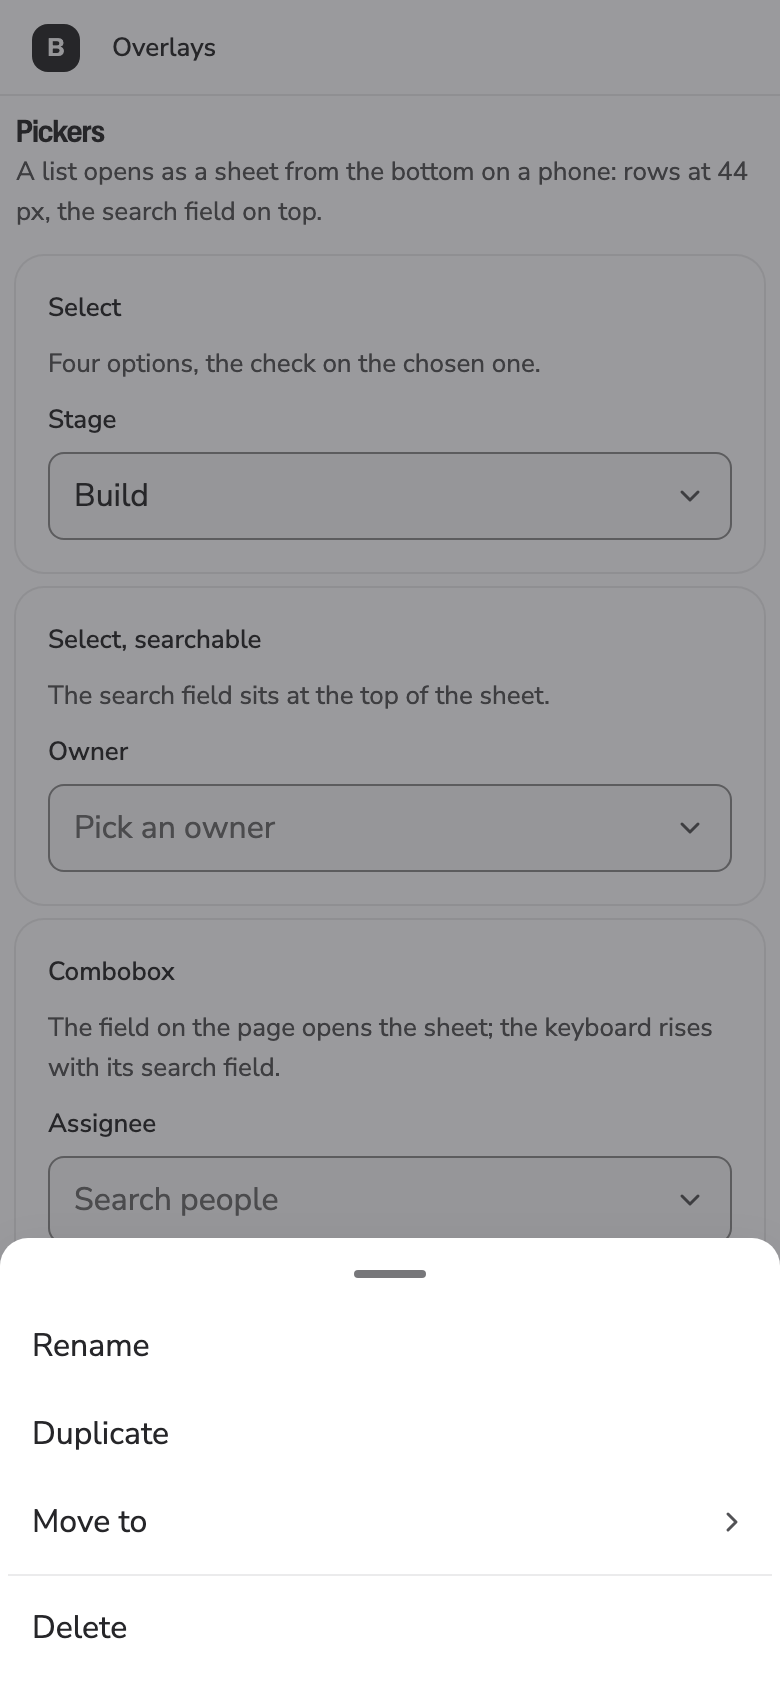 B
Overlays
Pickers
A list opens as a sheet from the bottom on a phone: rows at 44
px, the search field on top.
Select
Four options, the check on the chosen one.
Stage
Build
Select, searchable
The search field sits at the top of the sheet.
Owner
Pick an owner
Combobox
The field on the page opens the sheet; the keyboard rises
with its search field.
Assignee
Search people
Rename
Duplicate
Move to
Delete